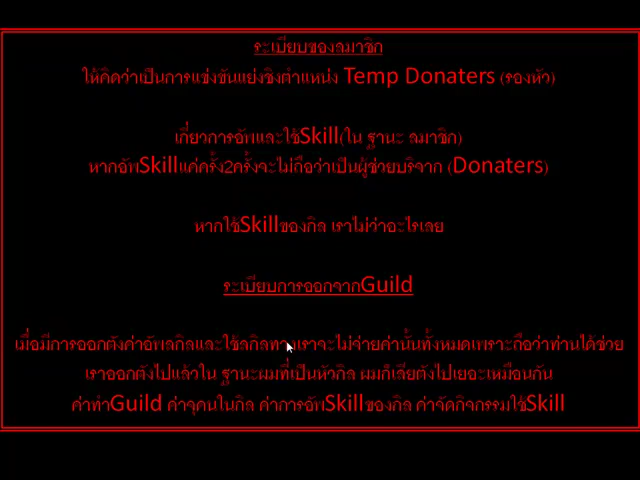 ระเบียบของสมาชิก
ให้คิดว่าเป็นการแข่งขันแย่งชิงตำแหน่ง Temp Donaters (รองหัว)
เกี่ยวการอัพและใช้Skill(ใน ฐานะ สมาชิก)
หากอัพSkillแค่ครั้ง2ครั้งจะไม่ถือว่าเป็นผู้ช่วยบริจาก (Donaters)
หากใช้Skillของกิล เราไม่ว่าอะไรเลย
ระเบียบการออกจากGuild
เมื่อมีการออกตังค่าอัพสกิลและใช้สกิลทางเราจะไม่จ่ายค่านั้นทั้งหมดเพราะถือว่าท่านได้ช่วย
เราออกตังไปแล้วใน ฐานะผมที่เป็นหัวกิล ผมก็เสียตังไปเยอะเหมือนกัน
ค่าทำGuild ค่าจุคนในกิล ค่าการอัพSkillของกิล ค่าจัดกิจกรรมใช้Skill